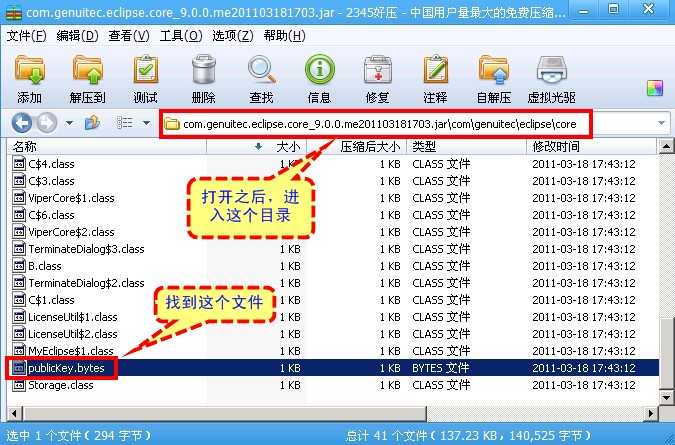 com.genuitec.eclipse.core_9.0.0.me201103181703.jar - 2345好压 - 中国用户量最大的免费压缩...
文件(F) 编辑(D) 查看(V) 工具(O) 选项(Z) 帮助(H)
添加 解压到 测试 删除 查找 信息 修复 注释 自解压 虚拟光驱
com.genuitec.eclipse.core_9.0.0.me201103181703.jar\com\genuitec\eclipse\core
名称 大小 压缩后大小 类型 修改时间
C$4.class 1 KB 1 KB CLASS 文件 2011-03-18 17:43:12
C$3.class 1 KB CLASS 文件 2011-03-18 17:43:12
打开之后，进
入这个目录
ViperCore$1.class 1 KB CLASS 文件 2011-03-18 17:43:12
C$6.class 1 KB CLASS 文件 2011-03-18 17:43:12
ViperCore$2.class 1 KB CLASS 文件 2011-03-18 17:43:12
TerminateDialog$3.class 1 KB 1 KB CLASS 文件 2011-03-18 17:43:12
B.class 1 KB 1 KB CLASS 文件 2011-03-18 17:43:12
TerminateDialog$2.class 1 KB 1 KB CLASS 文件 2011-03-18 17:43:12
C$1.class 1 KB 1 KB CLASS 文件 2011-03-18 17:43:12
找到这个文件
LicenseUtil$1.class 1 KB 1 KB CLASS 文件 2011-03-18 17:43:12
LicenseUtil$2.class 1 KB 1 KB CLASS 文件 2011-03-18 17:43:12
MyEclipse$1.class 1 KB 1 KB CLASS 文件 2011-03-18 17:43:12
publicKey.bytes 1 KB 1 KB BYTES 文件 2011-03-18 17:43:12
Storage.class 1 KB 1 KB CLASS 文件 2011-03-18 17:43:12
选中 1 个文件(294 字节) 总计 41 个文件(137.23 KB，140,525 字节)